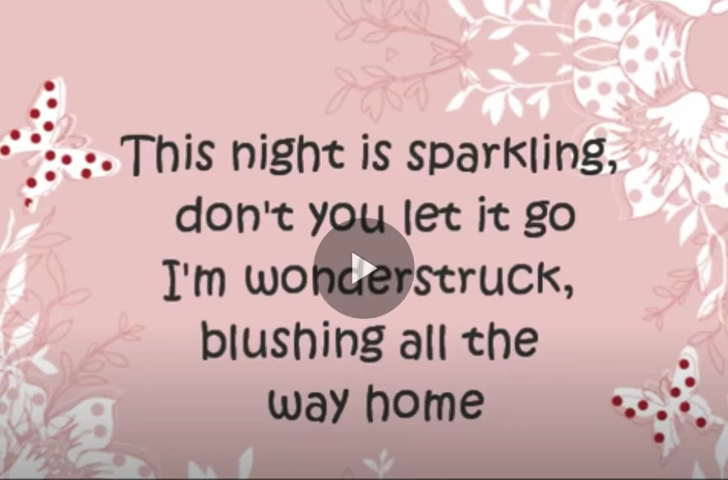 This night is sparkling,
don't you let it go
I'm wonderstruck,
blushing all the
way home